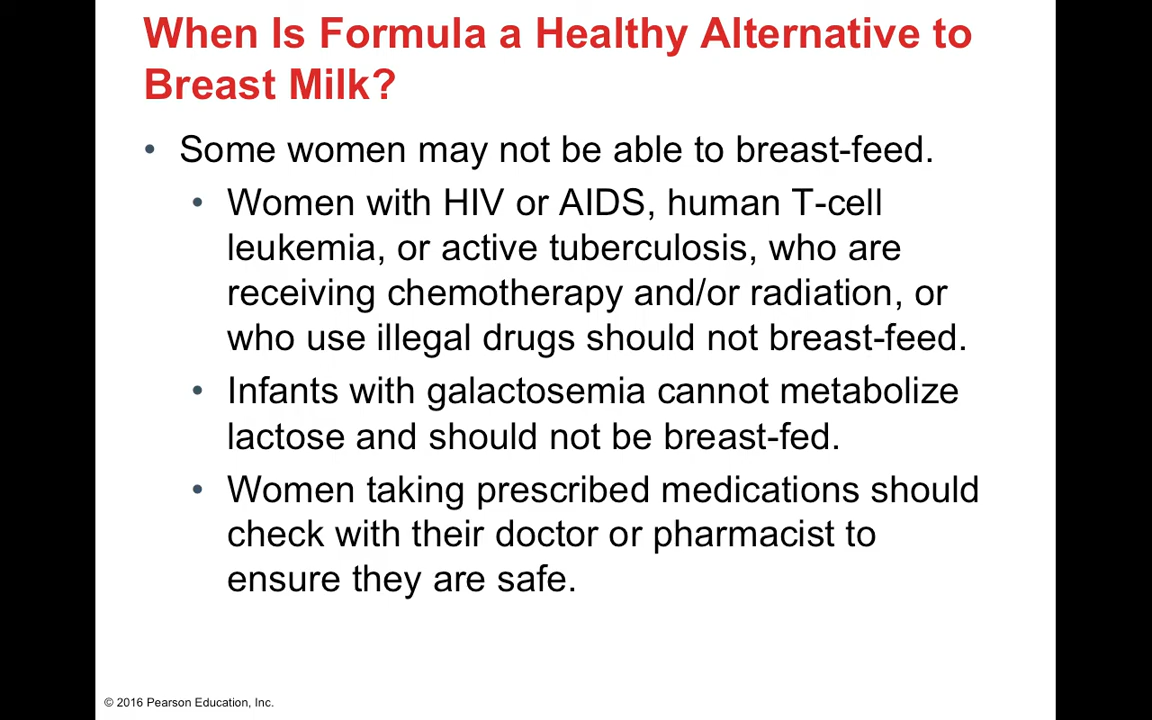 When Is Formula a Healthy Alternative to
Breast Milk?
• Some women may not be able to breast-feed.
• Women with HIV or AIDS, human T-cell
leukemia, or active tuberculosis, who are
receiving chemotherapy and/or radiation, or
who use illegal drugs should not breast-feed.
• Infants with galactosemia cannot metabolize
lactose and should not be breast-fed.
• Women taking prescribed medications should
check with their doctor or pharmacist to
ensure they are safe.
© 2016 Pearson Education, Inc.